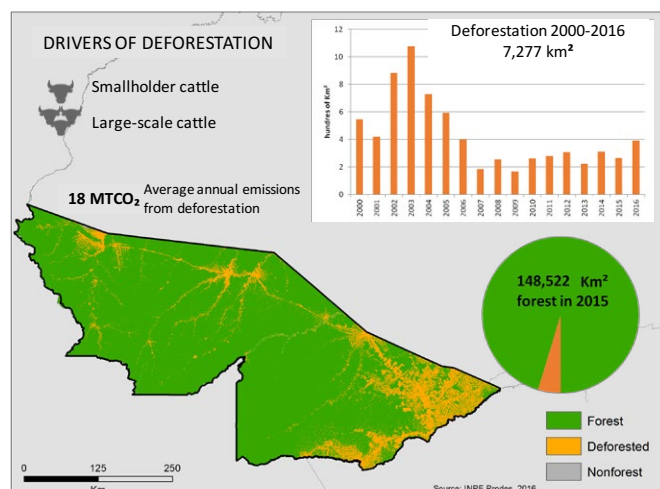 DRIVERS OF DEFORESTATION
Smallholder cattle
Large-scale cattle
18 MTCO₂ Average annual emissions
from deforestation
Deforestation 2000-2016
7,277 km²
hundres of Km²
12
10
8
6
4
2
0
2000 2001 2002 2003 2004 2005 2006 2007 2008 2009 2010 2011 2012 2013 2014 2015 2016
148,522 Km²
forest in 2015
Forest
Deforested
Nonforest
0 125 250
Km
Source: INPE Prodes, 2016